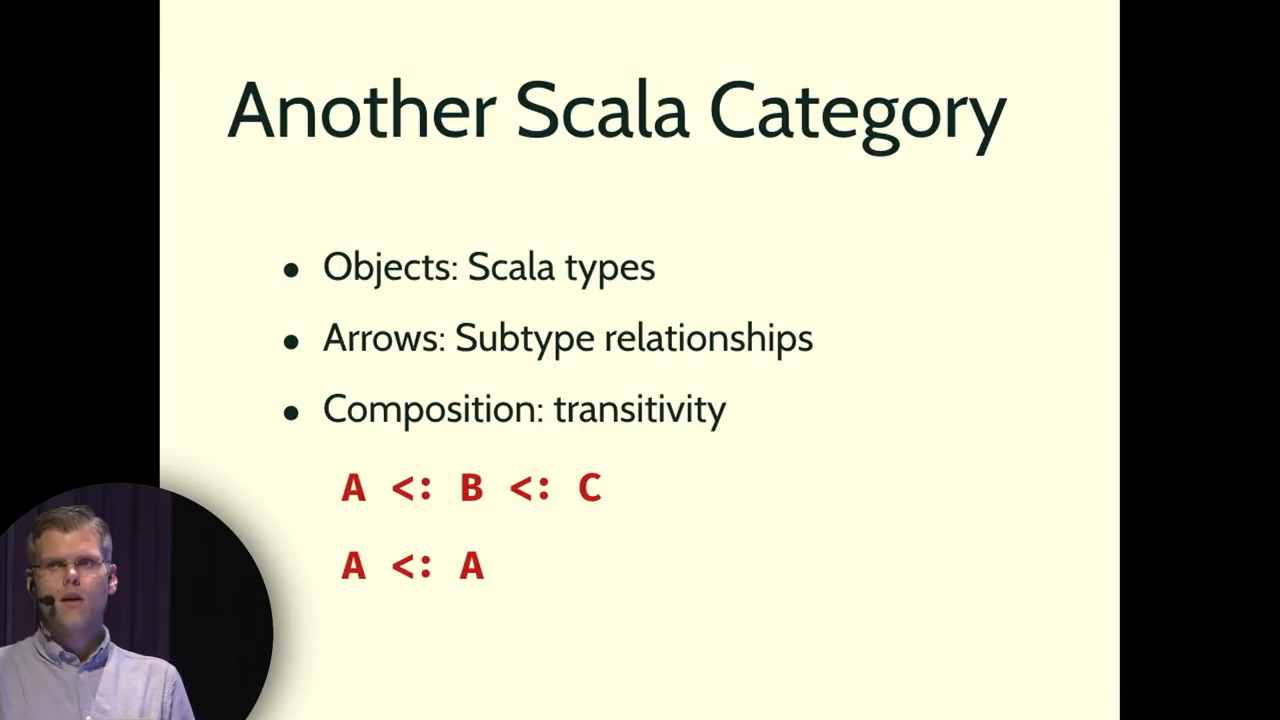 Another Scala Category
• Objects: Scala types
• Arrows: Subtype relationships
• Composition: transitivity
A <: B <: C
A <: A